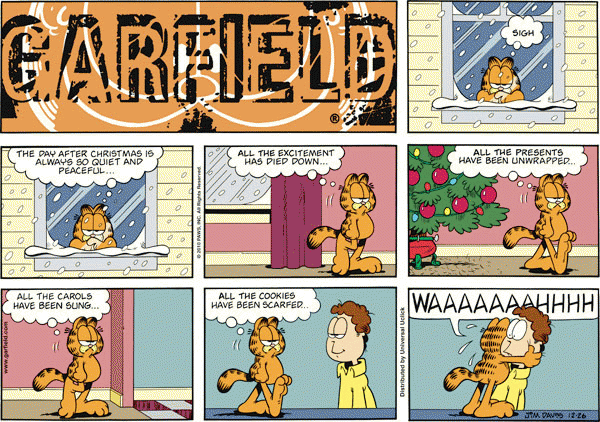 GARFIELD
®
SIGH
THE DAY AFTER CHRISTMAS IS
ALWAYS SO QUIET AND
PEACEFUL...
© 2010 PAWS, INC. All Rights Reserved.
ALL THE EXCITEMENT
HAS DIED DOWN...
ALL THE PRESENTS
HAVE BEEN UNWRAPPED...
www.garfield.com
ALL THE CAROLS
HAVE BEEN SUNG...
ALL THE COOKIES
HAVE BEEN SCARFED...
Distributed by Universal Uclick
WAAAAAAAHHHH
JIM DAVIS 12-26